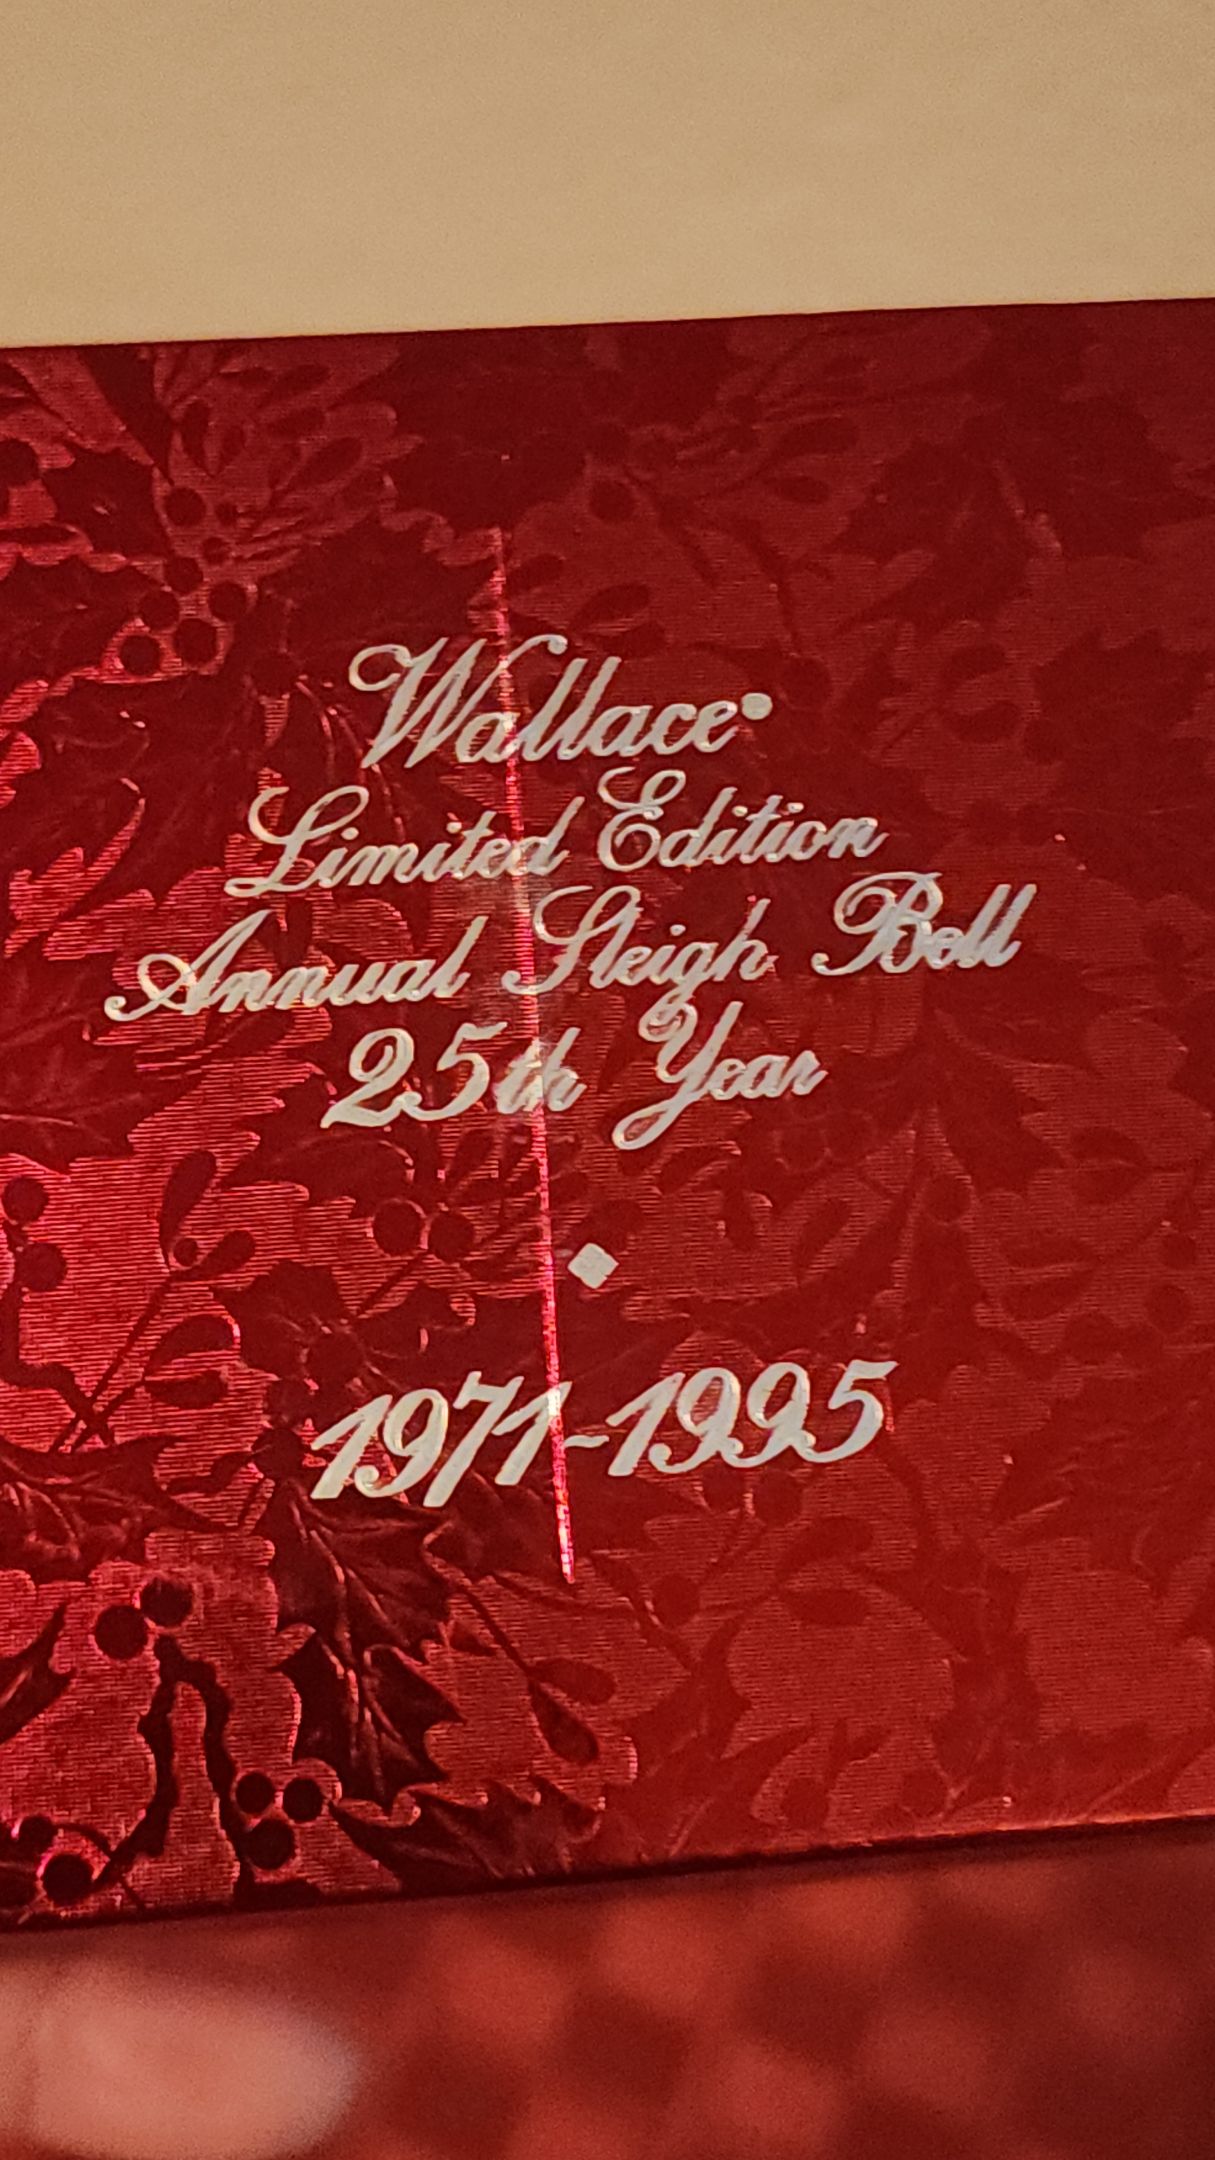 Wallace®
Limited Edition
Annual Sleigh Bell
25th Year
1971-1995